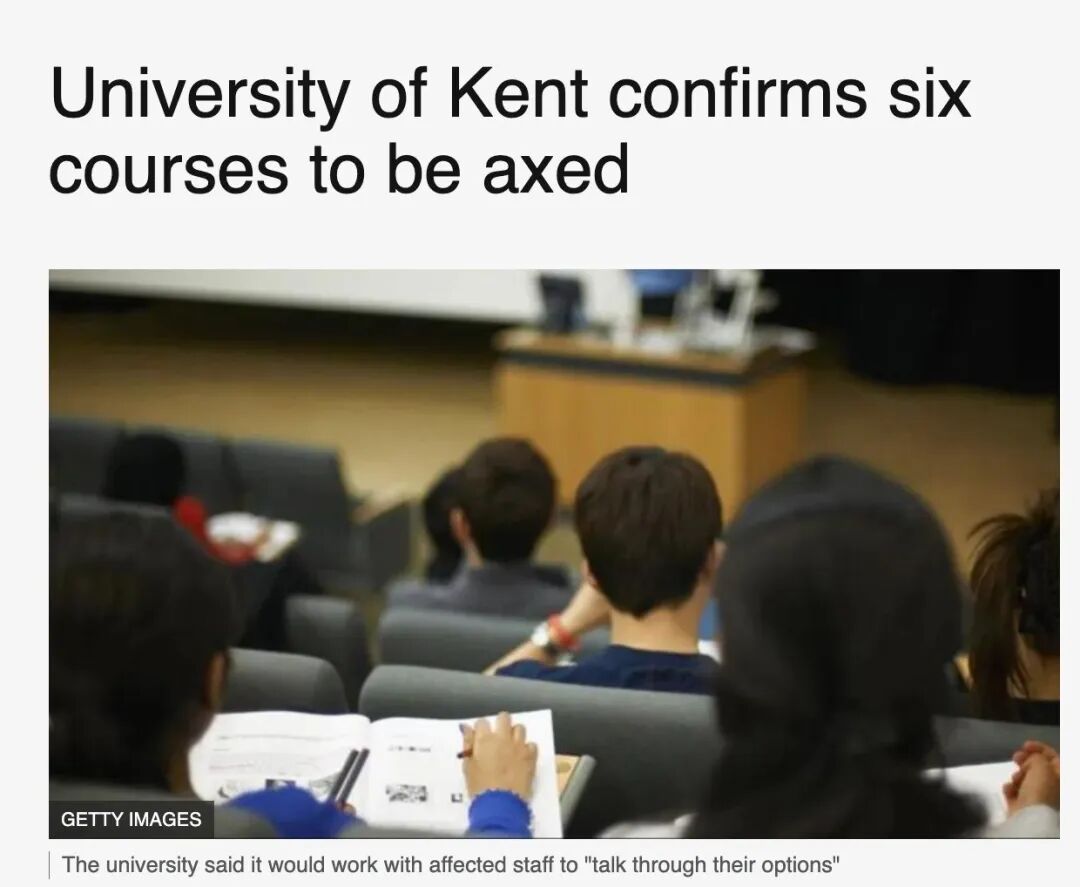 University of Kent confirms six
courses to be axed
GETTY IMAGES
The university said it would work with affected staff to "talk through their options"